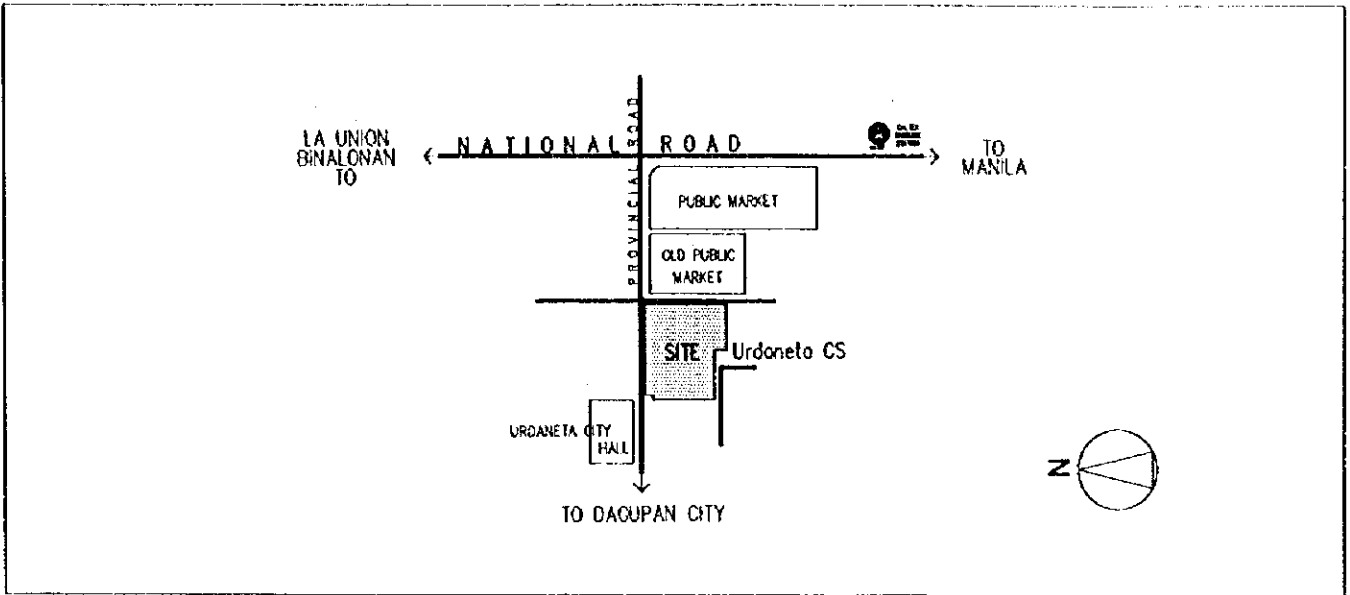 LA UNION
BINALONAN
TO
NATIONAL ROAD
PROVINCIAL ROAD
TO
MANILA
PUBLIC MARKET
OLD PUBLIC
MARKET
SITE
Urdaneta CS
URDANETA CITY
HALL
TO DAGUPAN CITY
N